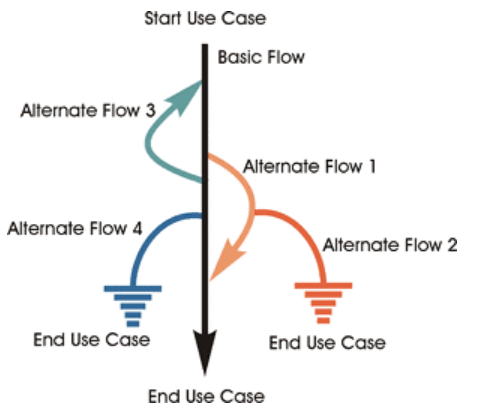 Start Use Case
Basic Flow
Alternate Flow 3
Alternate Flow 1
Alternate Flow 4
Alternate Flow 2
End Use Case
End Use Case
End Use Case